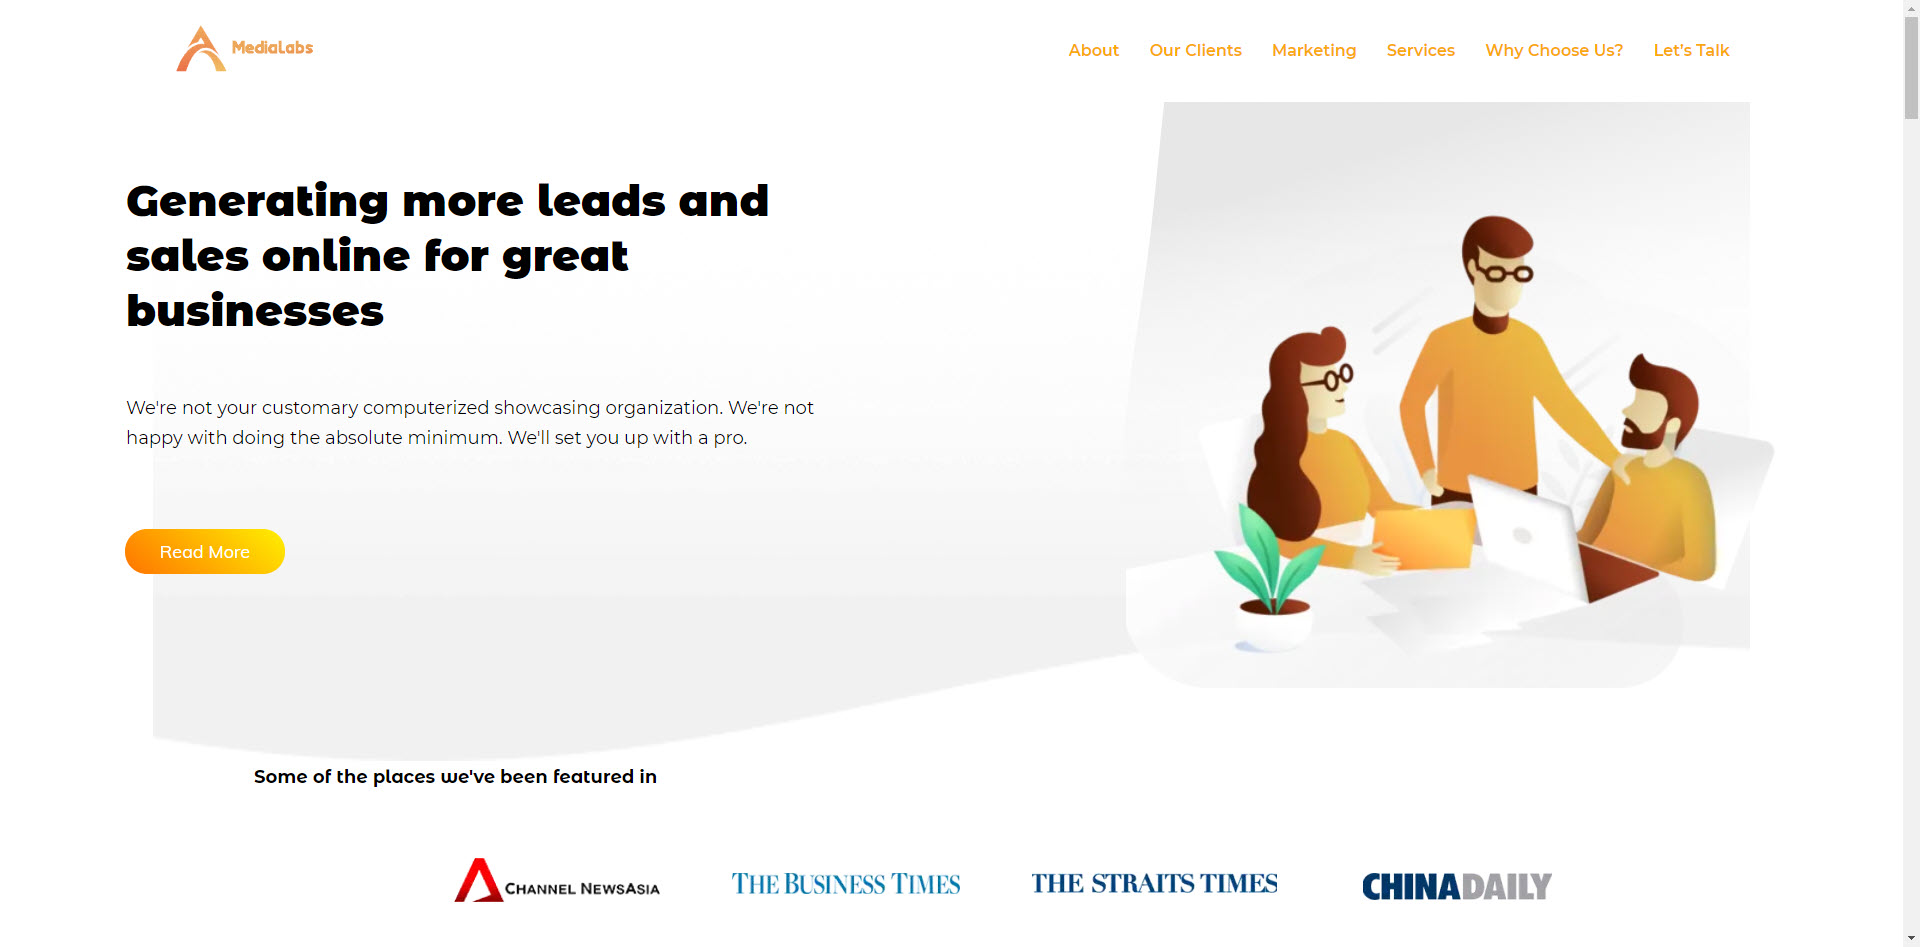 MediaLabs
About
Our Clients
Marketing
Services
Why Choose Us?
Let's Talk
Generating more leads and
sales online for great
businesses
We're not your customary computerized showcasing organization. We're not
happy with doing the absolute minimum. We'll set you up with a pro.
Read More
Some of the places we've been featured in
CHANNEL NEWSASIA
THE BUSINESS TIMES
THE STRAITS TIMES
CHINADAILY